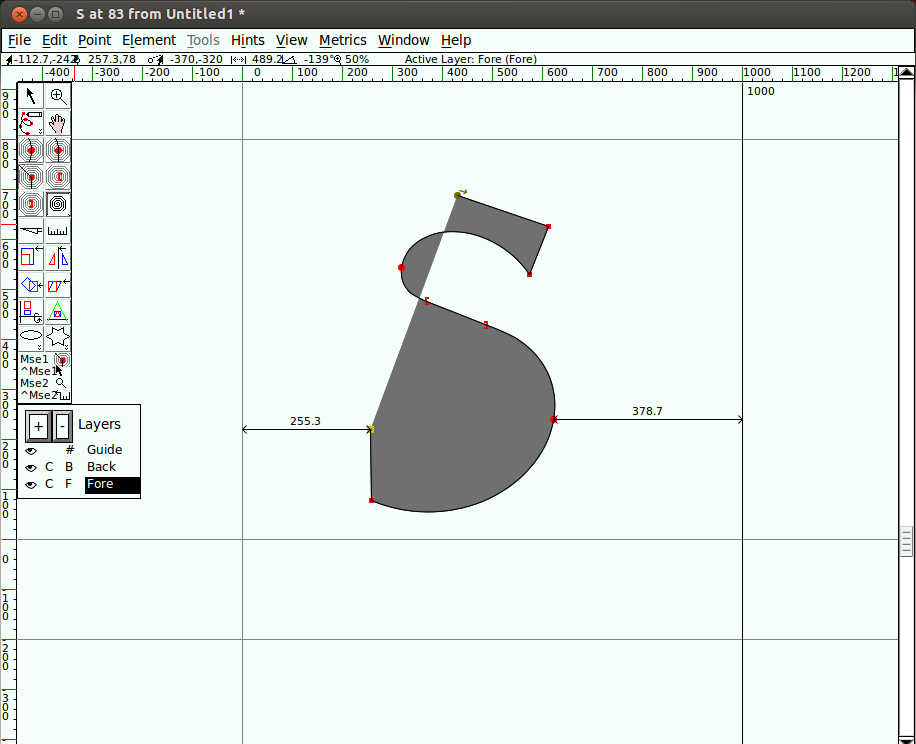 S at 83 from Untitled1 *
File Edit Point Element Tools Hints View Metrics Window Help
257.3,78 -370,-320 489.2 -139° 50% Active Layer: Fore (Fore)
-400 -300 -200 -100 0 100 200 300 400 500 600 700 800 900 1000 1100 1200
1000
900
800
700
600
500
400
300
200
100
0
-100
-200
-300
Mse1
^Mse1
Mse2
^Mse2
+ - Layers
# Guide
C B Back
C F Fore
255.3
378.7